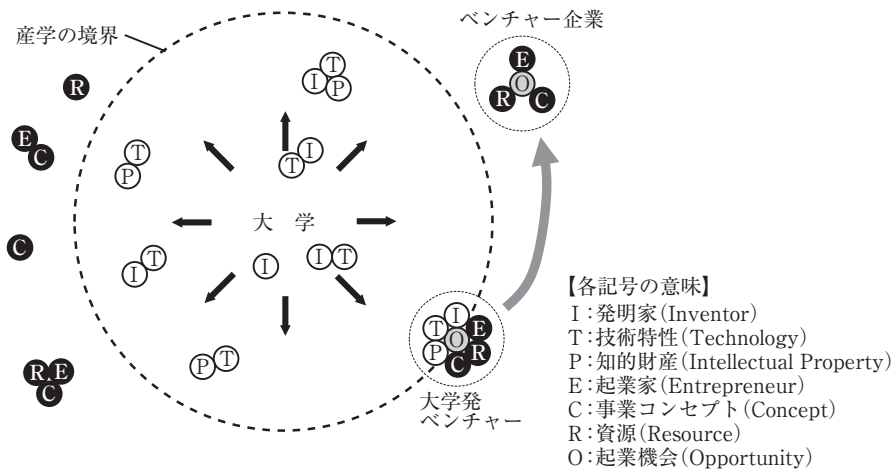 産学の境界
ベンチャー企業
R
E
C
C
R E
C
T
I
P
T
I
T
P
I
T
I
I T
P T
大 学
E
O
R C
I
T E
O
P R
C
大学発
ベンチャー
【各記号の意味】
I:発明家(Inventor)
T:技術特性(Technology)
P:知的財産(Intellectual Property)
E:起業家(Entrepreneur)
C:事業コンセプト(Concept)
R:資源(Resource)
O:起業機会(Opportunity)